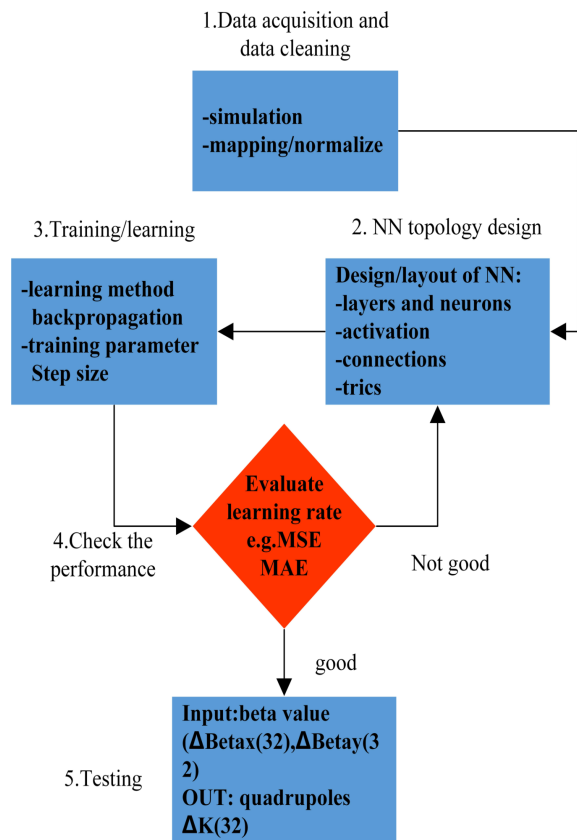 1.Data acquisition and
data cleaning
-simulation
-mapping/normalize
3.Training/learning
-learning method
backpropagation
-training parameter
Step size
2. NN topology design
Design/layout of NN:
-layers and neurons
-activation
-connections
-trics
Evaluate
learning rate
e.g.MSE
MAE
4.Check the
performance
Not good
good
5.Testing
Input:beta value
(ΔBetax(32),ΔBetay(3
2)
OUT: quadrupoles
ΔK(32)